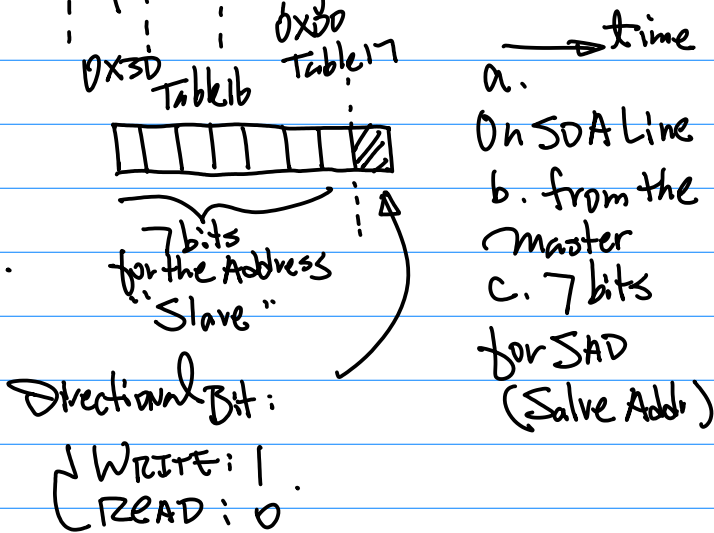 0X30
Table17
0X3D
Table16
time
a.
On SDA Line
b. from the
master
c. 7 bits
for SAD
(Salve Addr)
7 bits
for the Address
"Slave"
Directional Bit:
WRITE: 1
READ: 0